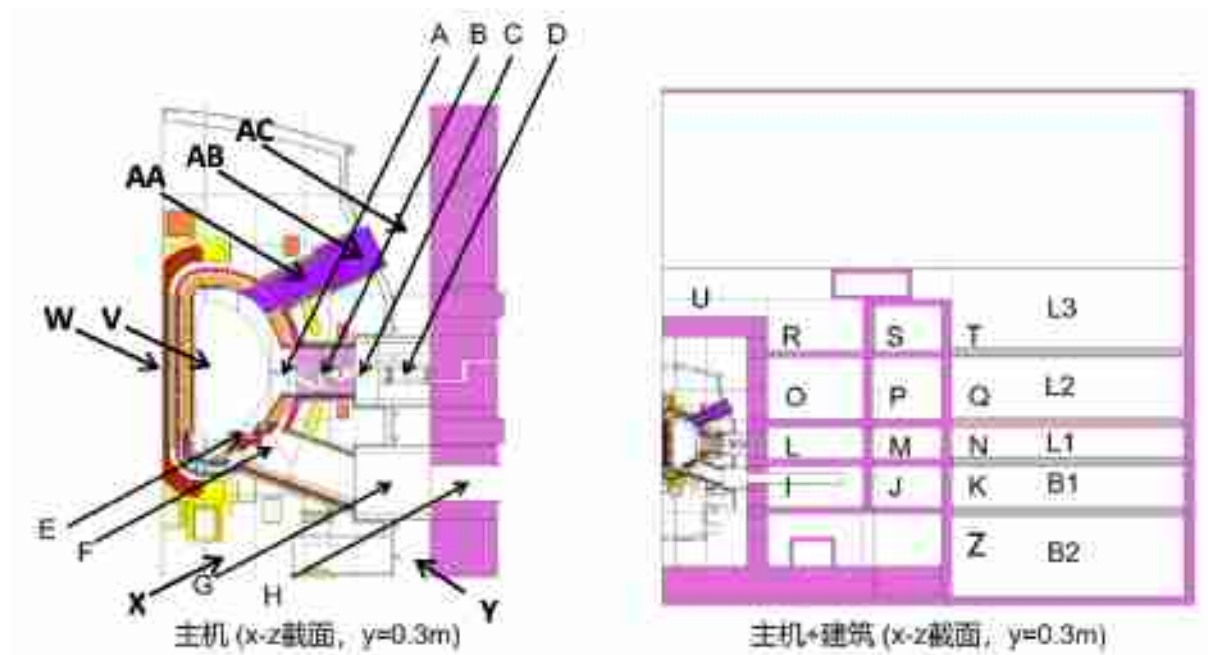 A B C D
AC
AB
AA
W V
E
F
G
H
X
Y
主机 (x-z截面，y=0.3m)
U
L3
R S T
L2
O P Q
L M N L1
I J K B1
Z B2
主机+建筑 (x-z截面，y=0.3m)